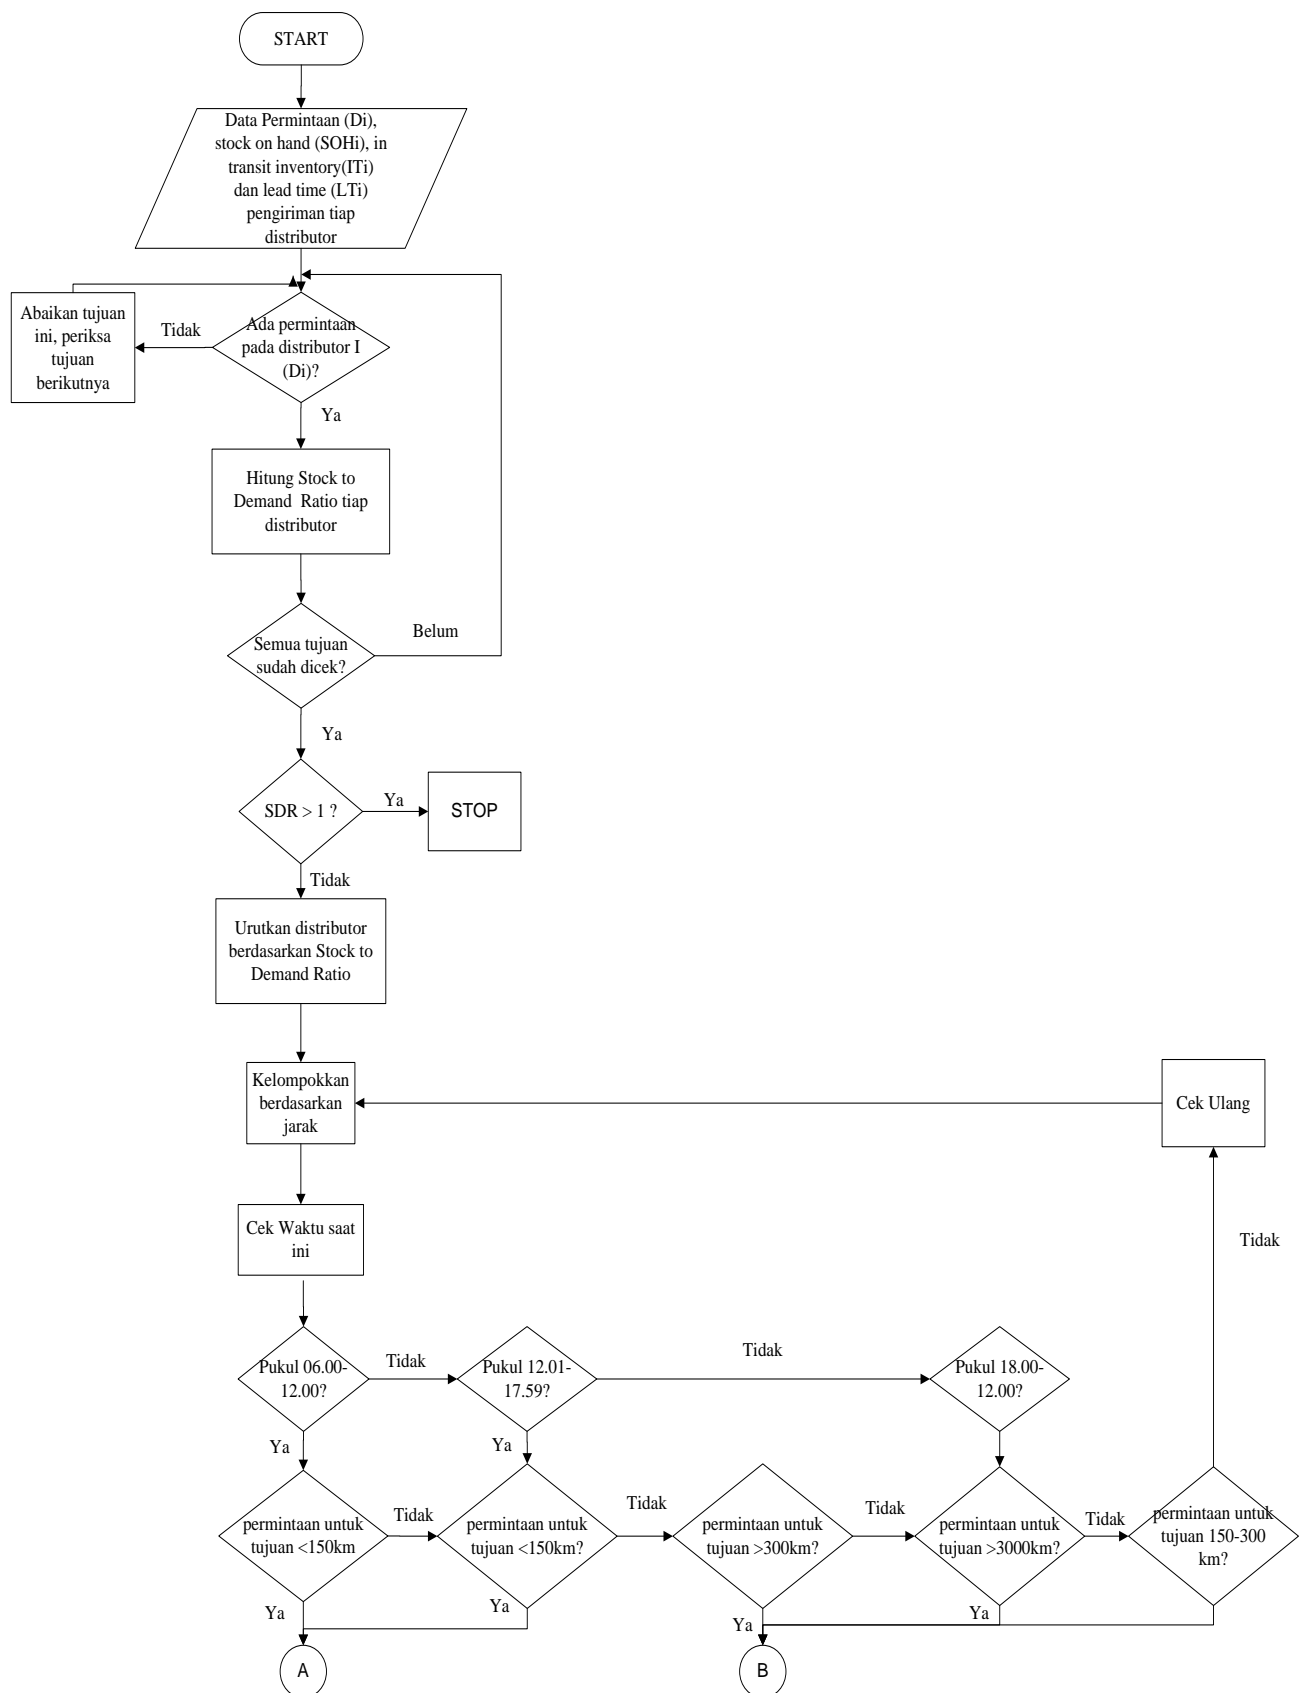 START
Data Permintaan (Di),
stock on hand (SOHi), in
transit inventory(ITi)
dan lead time (LTi)
pengiriman tiap
distributor
Abaikan tujuan
ini, periksa
tujuan
berikutnya
Tidak
Ada permintaan
pada distributor I
(Di)?
Ya
Hitung Stock to
Demand Ratio tiap
distributor
Semua tujuan
sudah dicek?
Belum
Ya
SDR > 1 ?
Ya
STOP
Tidak
Urutkan distributor
berdasarkan Stock to
Demand Ratio
Kelompokkan
berdasarkan
jarak
Cek Ulang
Cek Waktu saat
ini
Tidak
Pukul 06.00-
12.00?
Tidak
Pukul 12.01-
17.59?
Tidak
Pukul 18.00-
12.00?
Ya
Ya
permintaan untuk
tujuan <150km
Tidak
permintaan untuk
tujuan <150km?
Tidak
permintaan untuk
tujuan >300km?
Tidak
permintaan untuk
tujuan >3000km?
Tidak
permintaan untuk
tujuan 150-300
km?
Ya
Ya
Ya
Ya
A
B